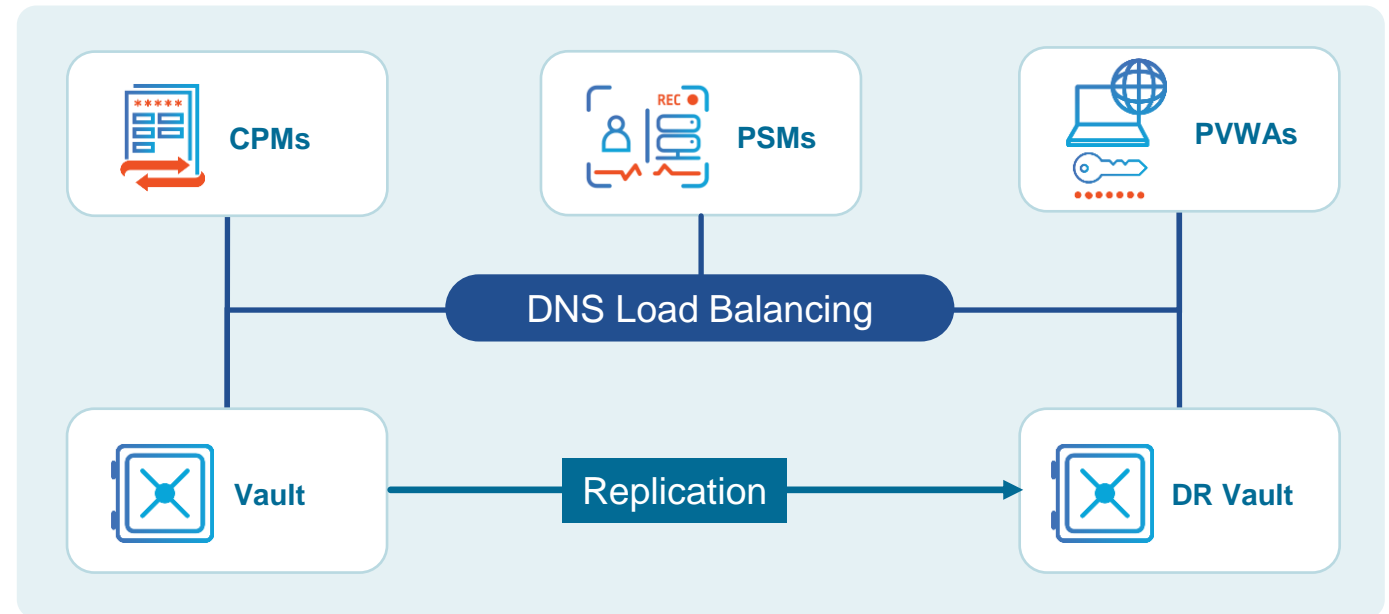 *****
CPMs
REC
PSMs
PVWAs
DNS Load Balancing
Vault
Replication
DR Vault